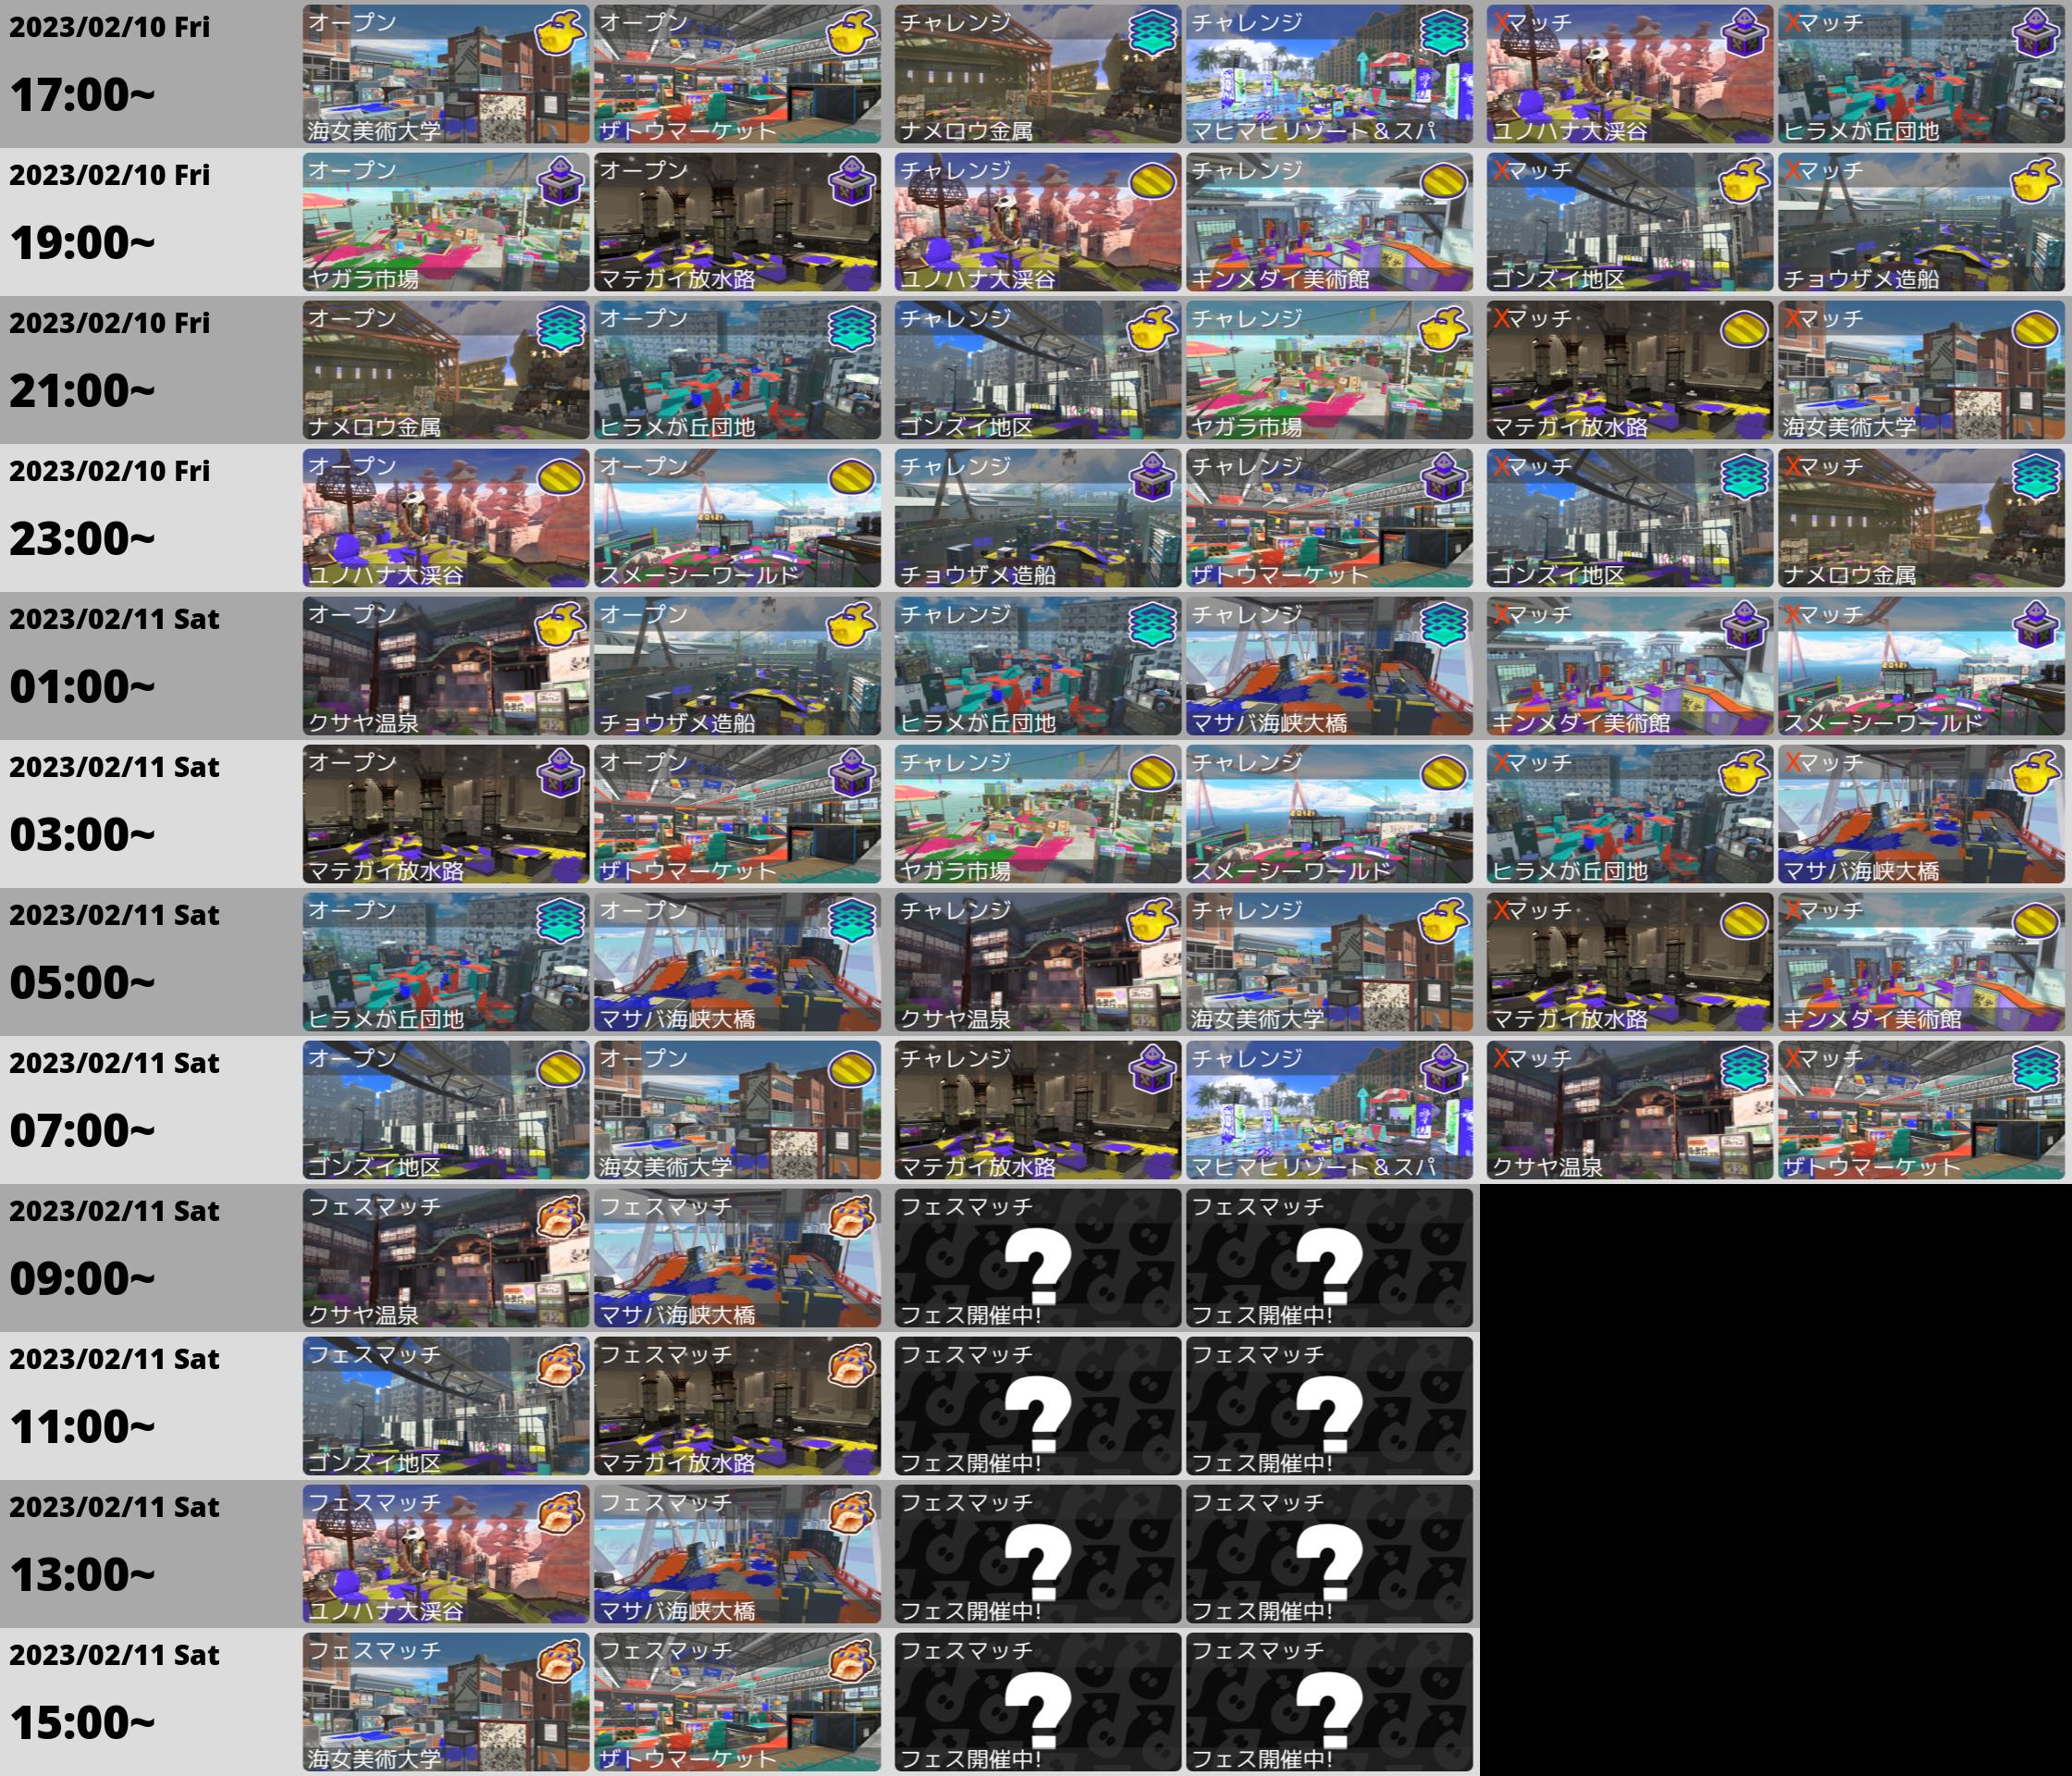 2023/02/10 Fri
17:00~
オープン
海女美術大学
オープン
ザトウマーケット
チャレンジ
ナメロウ金属
チャレンジ
マヒマヒリゾート＆スパ
Xマッチ
ユノハナ大渓谷
Xマッチ
ヒラメが丘団地
2023/02/10 Fri
19:00~
オープン
ヤガラ市場
オープン
マテガイ放水路
チャレンジ
ユノハナ大渓谷
チャレンジ
キンメダイ美術館
Xマッチ
ゴンズイ地区
Xマッチ
チョウザメ造船
2023/02/10 Fri
21:00~
オープン
ナメロウ金属
オープン
ヒラメが丘団地
チャレンジ
ゴンズイ地区
チャレンジ
ヤガラ市場
Xマッチ
マテガイ放水路
Xマッチ
海女美術大学
2023/02/10 Fri
23:00~
オープン
ユノハナ大渓谷
オープン
スメーシーワールド
チャレンジ
チョウザメ造船
チャレンジ
ザトウマーケット
Xマッチ
ゴンズイ地区
Xマッチ
ナメロウ金属
2023/02/11 Sat
01:00~
オープン
クサヤ温泉
オープン
チョウザメ造船
チャレンジ
ヒラメが丘団地
チャレンジ
マサバ海峡大橋
Xマッチ
キンメダイ美術館
Xマッチ
スメーシーワールド
2023/02/11 Sat
03:00~
オープン
マテガイ放水路
オープン
ザトウマーケット
チャレンジ
ヤガラ市場
チャレンジ
スメーシーワールド
Xマッチ
ヒラメが丘団地
Xマッチ
マサバ海峡大橋
2023/02/11 Sat
05:00~
オープン
ヒラメが丘団地
オープン
マサバ海峡大橋
チャレンジ
クサヤ温泉
チャレンジ
海女美術大学
Xマッチ
マテガイ放水路
Xマッチ
キンメダイ美術館
2023/02/11 Sat
07:00~
オープン
ゴンズイ地区
オープン
海女美術大学
チャレンジ
マテガイ放水路
チャレンジ
マヒマヒリゾート＆スパ
Xマッチ
クサヤ温泉
Xマッチ
ザトウマーケット
2023/02/11 Sat
09:00~
フェスマッチ
クサヤ温泉
フェスマッチ
マサバ海峡大橋
フェスマッチ
?
フェス開催中!
フェスマッチ
?
フェス開催中!
2023/02/11 Sat
11:00~
フェスマッチ
ゴンズイ地区
フェスマッチ
マテガイ放水路
フェスマッチ
?
フェス開催中!
フェスマッチ
?
フェス開催中!
2023/02/11 Sat
13:00~
フェスマッチ
ユノハナ大渓谷
フェスマッチ
マサバ海峡大橋
フェスマッチ
?
フェス開催中!
フェスマッチ
?
フェス開催中!
2023/02/11 Sat
15:00~
フェスマッチ
海女美術大学
フェスマッチ
ザトウマーケット
フェスマッチ
?
フェス開催中!
フェスマッチ
?
フェス開催中!